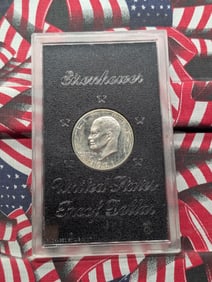 Eisenhower
United States
Proof Dollar